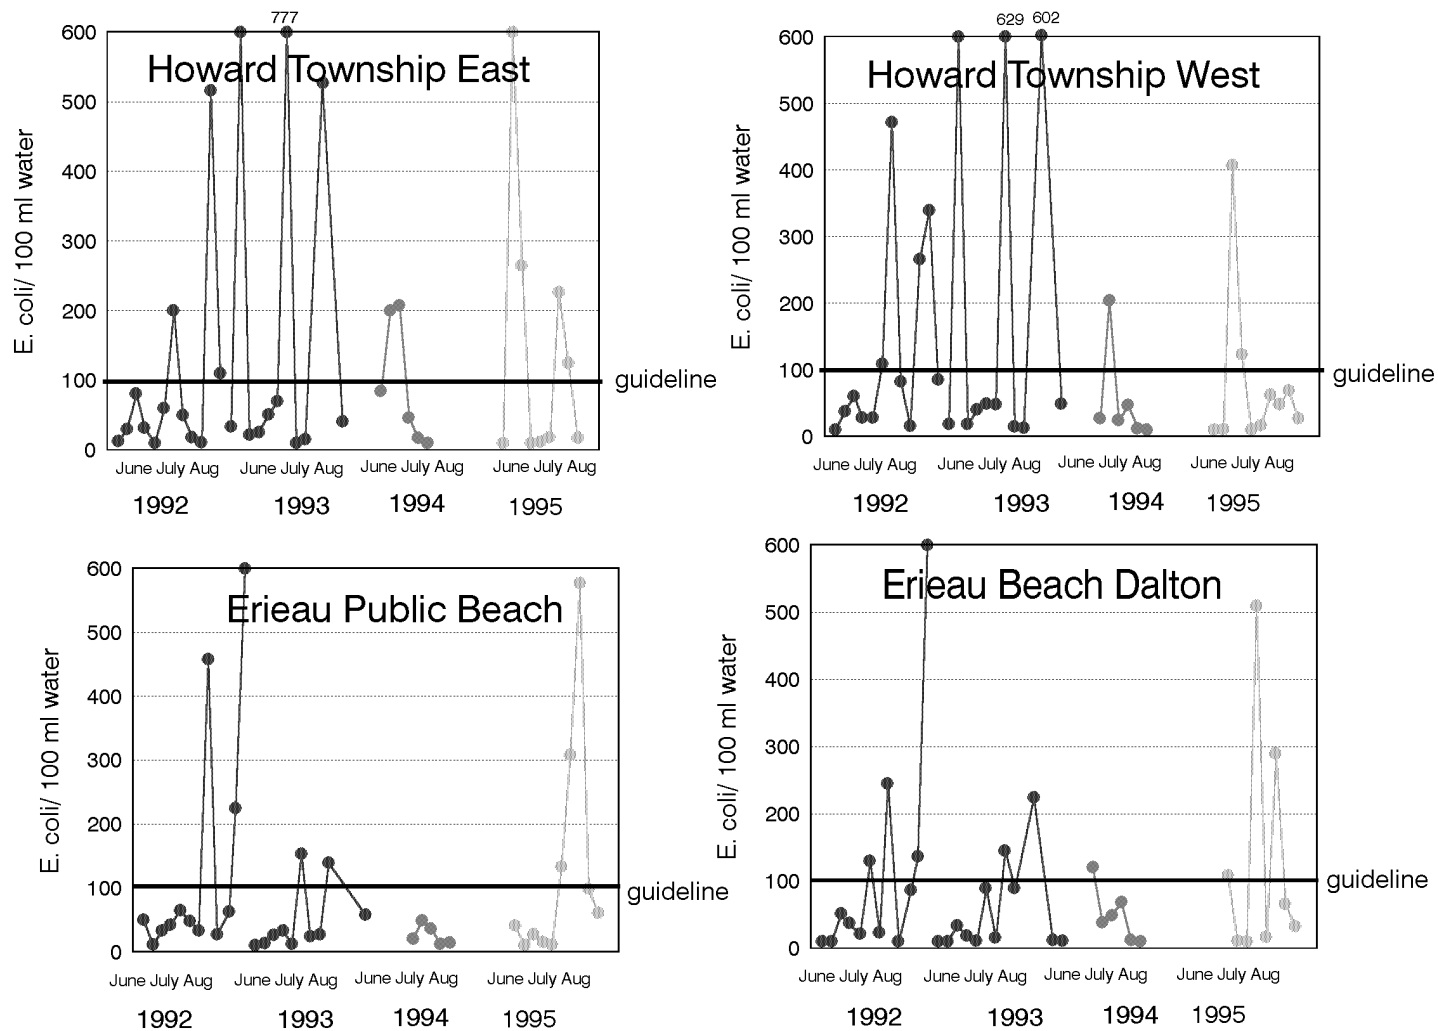 777
600
500
400
300
200
100
0
E. coli/ 100 ml water
Howard Township East
guideline
June July Aug June July Aug June July Aug June July Aug
1992 1993 1994 1995
629 602
600
500
400
300
200
100
0
E. coli/ 100 ml water
Howard Township West
guideline
June July Aug June July Aug June July Aug June July Aug
1992 1993 1994 1995
600
500
400
300
200
100
0
E. coli/ 100 ml water
Erieau Public Beach
guideline
June July Aug June July Aug June July Aug June July Aug
1992 1993 1994 1995
600
500
400
300
200
100
0
E. coli/ 100 ml water
Erieau Beach Dalton
guideline
June July Aug June July Aug June July Aug June July Aug
1992 1993 1994 1995